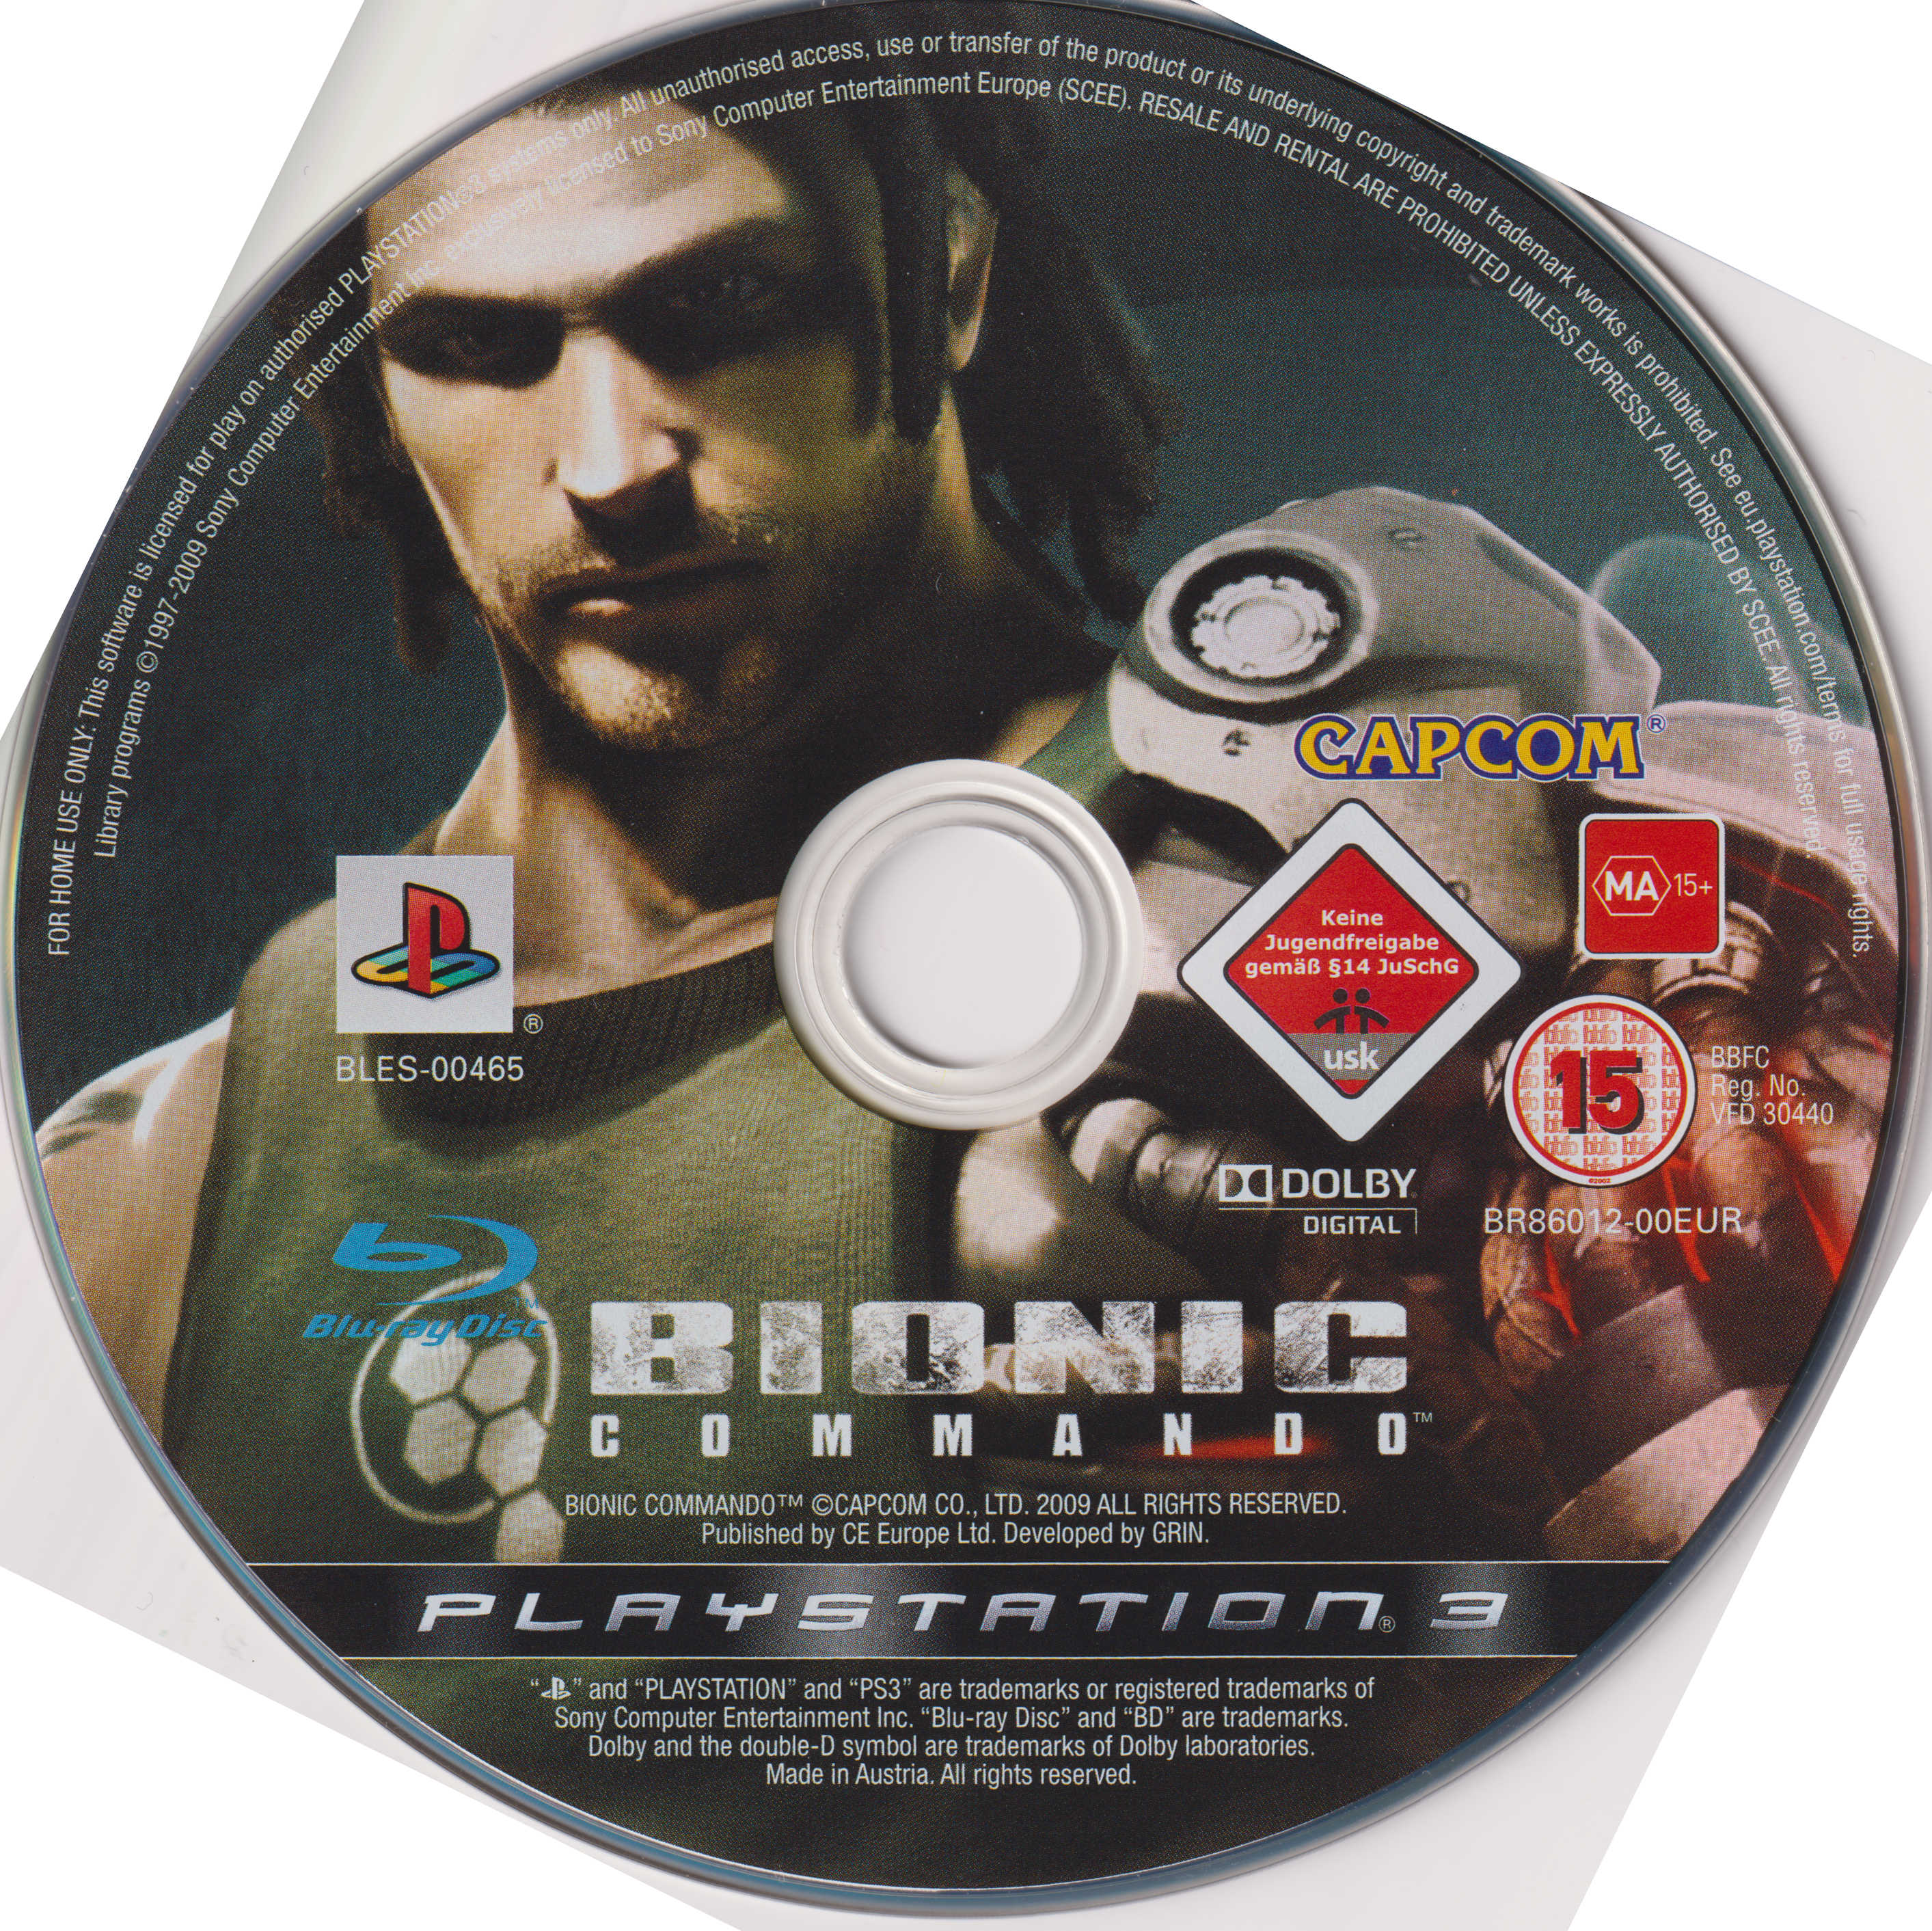 FOR HOME USE ONLY: This software is licensed for play on authorised PLAYSTATION®3 systems only. All unauthorised access, use or transfer of the product or its underlying copyright and trademark works is prohibited. See eu.playstation.com/terms for full usage rights.
Library programs ©1997-2009 Sony Computer Entertainment Inc. exclusively licensed to Sony Computer Entertainment Europe (SCEE). RESALE AND RENTAL ARE PROHIBITED UNLESS EXPRESSLY AUTHORISED BY SCEE. All rights reserved.
CAPCOM®
MA 15+
Keine
Jugendfreigabe
gemäß §14 JuSchG
usk
®
BLES-00465
15
BBFC
Reg. No.
VFD 30440
DOLBY
DIGITAL
BR86012-00EUR
Blu-ray Disc™
BIONIC
COMMANDO™
BIONIC COMMANDO™ ©CAPCOM CO., LTD. 2009 ALL RIGHTS RESERVED.
Published by CE Europe Ltd. Developed by GRIN.
PLAYSTATION®3
“ ” and “PLAYSTATION” and “PS3” are trademarks or registered trademarks of
Sony Computer Entertainment Inc. “Blu-ray Disc” and “BD” are trademarks.
Dolby and the double-D symbol are trademarks of Dolby laboratories.
Made in Austria. All rights reserved.